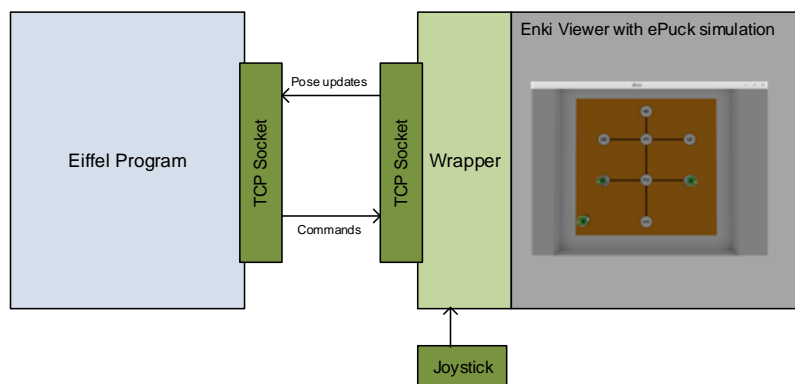 Enki Viewer with ePuck simulation
Pose updates
TCP Socket
TCP Socket
Eiffel Program
Wrapper
Commands
Joystick